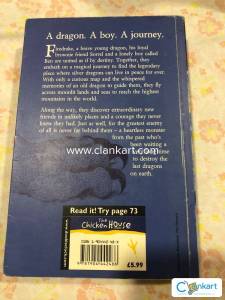 A dragon. A boy. A journey.
Firedrake, a brave young dragon, his loyal
brownie friend Sorrel and a lonely boy called
Ben are united as if by destiny. Together, they
embark on a magical journey to find the legendary
place where silver dragons can live in peace for ever.
With only a curious map and the whispered
memories of an old dragon to guide them, they fly
across moonlit lands and seas to reach the highest
mountains in the world.
Along the way, they discover extraordinary new
friends in unlikely places and a courage they never
knew they had. Just as well, for the greatest enemy
of all is never far behind them – a heartless monster
from the past who's
been waiting a
time
to destroy the
last dragons
on earth.
www.clankart.com
Read it! Try page 73
The
Chicken House
£5.99
Clankart